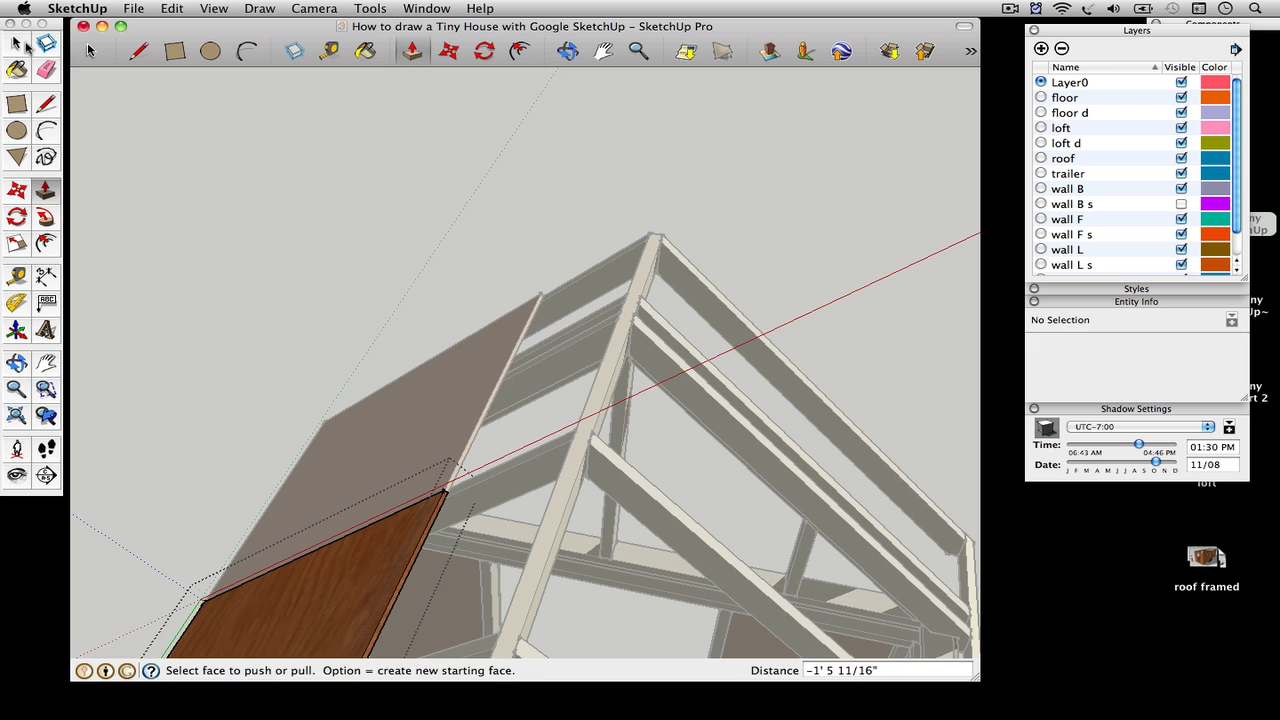 SketchUp File Edit View Draw Camera Tools Window Help
How to draw a Tiny House with Google SketchUp – SketchUp Pro
»
ABC
Layers
Name Visible Color
Layer0
floor
floor d
loft
loft d
roof
trailer
wall B
wall B s
wall F
wall F s
wall L
wall L s
Styles
Entity Info
No Selection
Shadow Settings
UTC-7:00
Time: 01:30 PM
06:43 AM 04:46 PM
Date: J F M A M J J A S O N D 11/08
loft
roof framed
Select face to push or pull. Option = create new starting face.
Distance -1' 5 11/16"